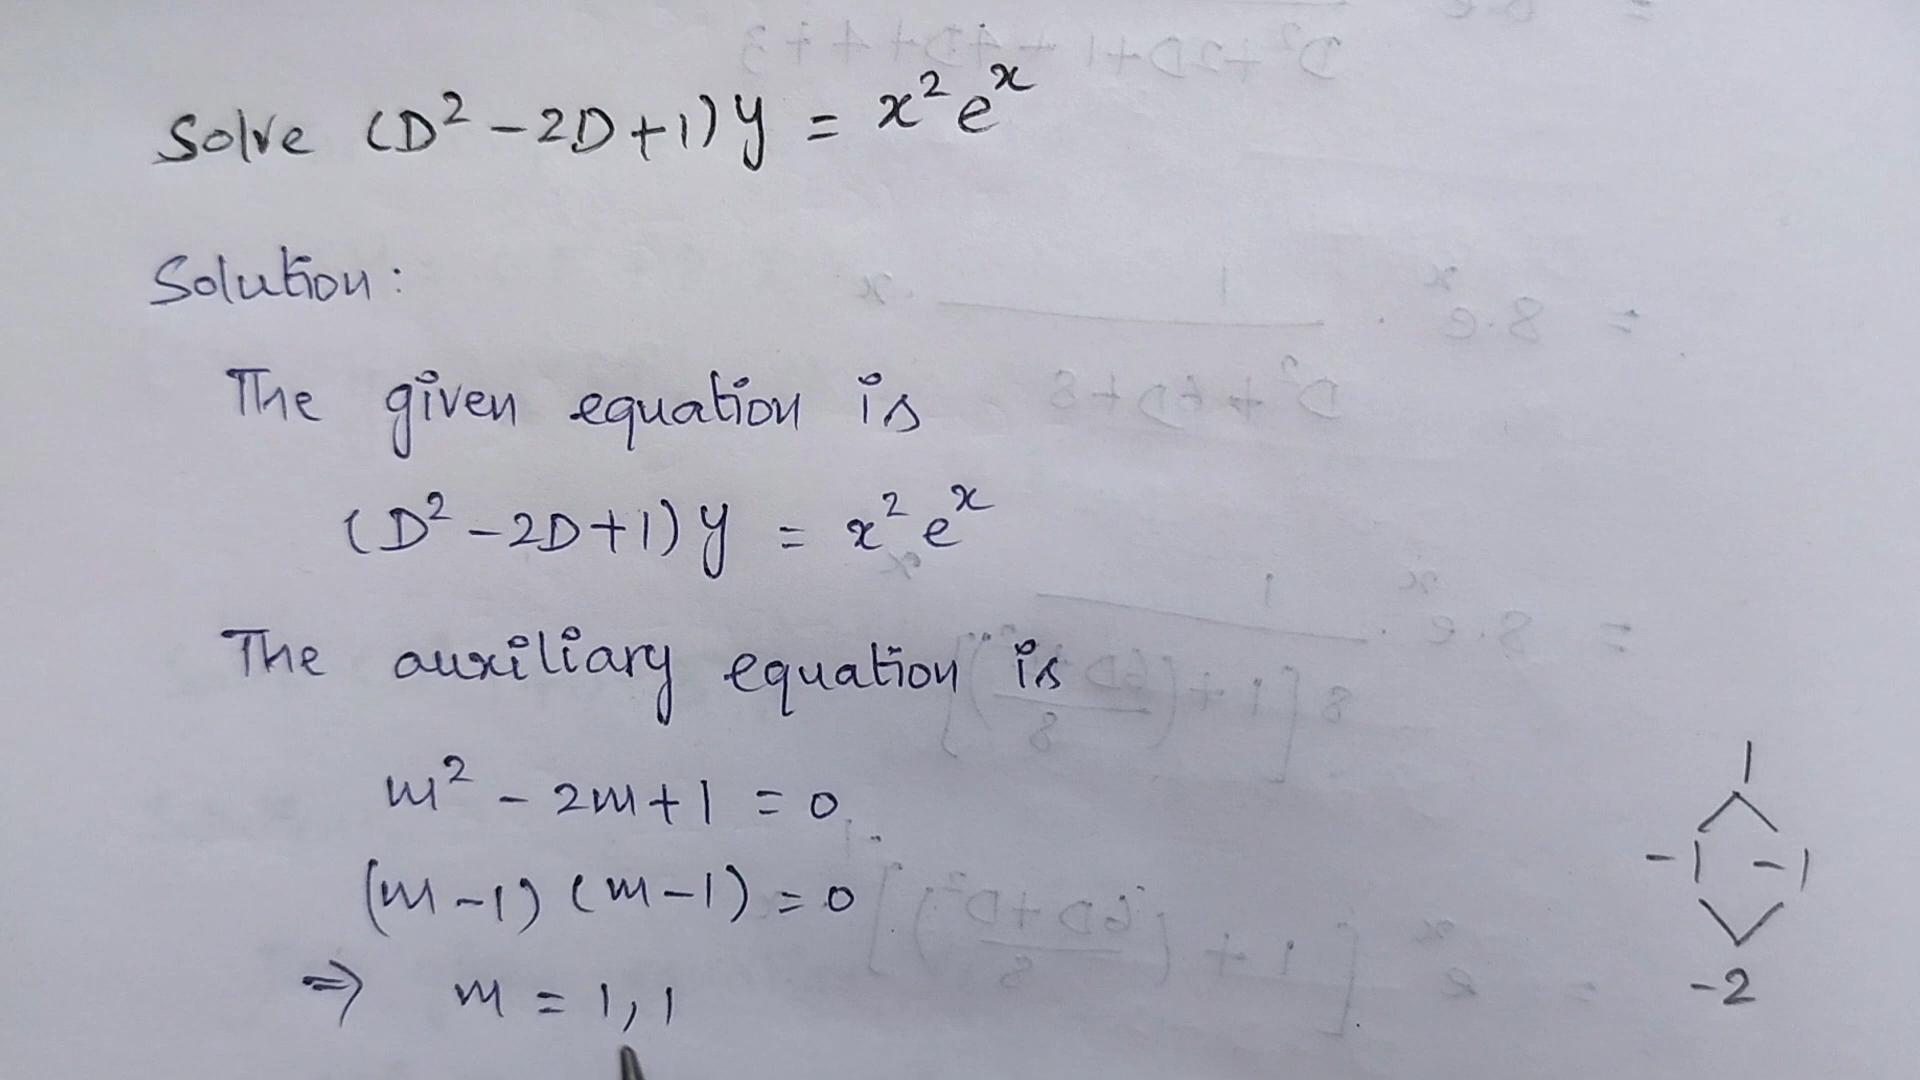 Solve (D² - 2D + 1) y = x² eˣ
Solution:
The given equation is
(D² - 2D + 1) y = x² eˣ
The auxiliary equation is
m² - 2m + 1 = 0
(m - 1) (m - 1) = 0
⇒ m = 1, 1
1
-1 -1
-2